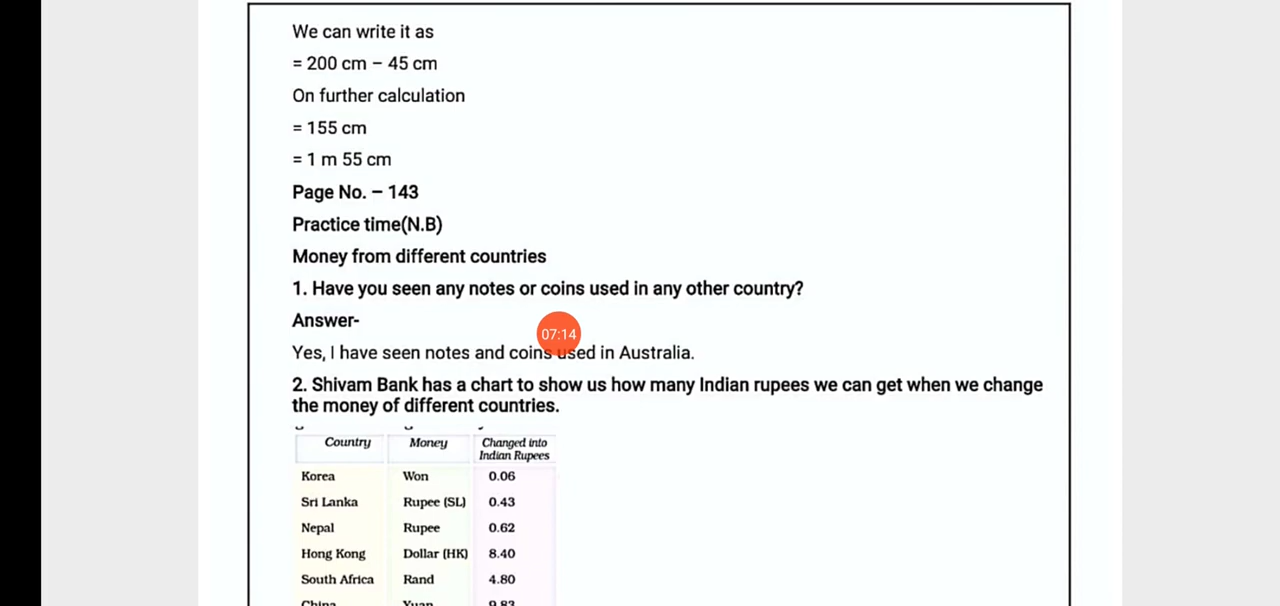 We can write it as
= 200 cm – 45 cm
On further calculation
= 155 cm
= 1 m 55 cm
Page No. – 143
Practice time(N.B)
Money from different countries
1. Have you seen any notes or coins used in any other country?
Answer-
07:14
Yes, I have seen notes and coins used in Australia.
2. Shivam Bank has a chart to show us how many Indian rupees we can get when we change
the money of different countries.
Country Money Changed into
Indian Rupees
Korea Won 0.06
Sri Lanka Rupee (SL) 0.43
Nepal Rupee 0.62
Hong Kong Dollar (HK) 8.40
South Africa Rand 4.80
China Yuan 9.83